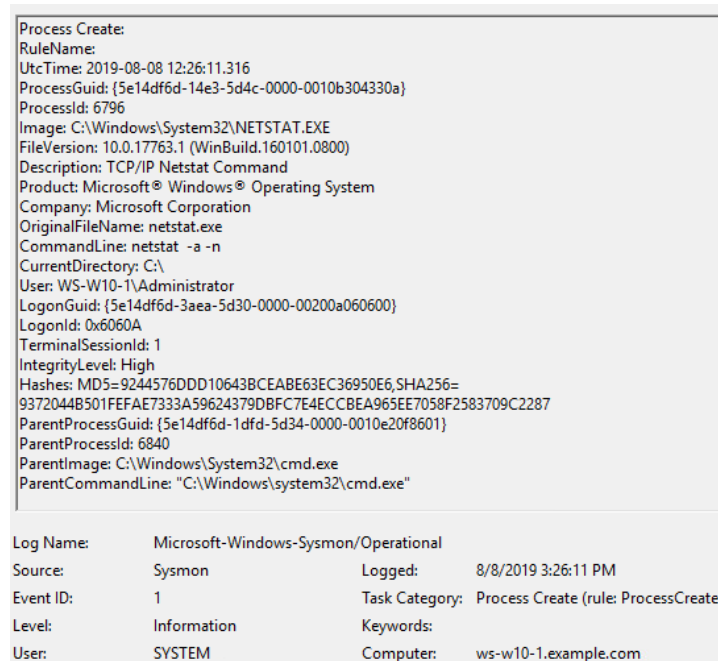 Process Create:
RuleName:
UtcTime: 2019-08-08 12:26:11.316
ProcessGuid: {5e14df6d-14e3-5d4c-0000-0010b304330a}
ProcessId: 6796
Image: C:\Windows\System32\NETSTAT.EXE
FileVersion: 10.0.17763.1 (WinBuild.160101.0800)
Description: TCP/IP Netstat Command
Product: Microsoft® Windows® Operating System
Company: Microsoft Corporation
OriginalFileName: netstat.exe
CommandLine: netstat  -a -n
CurrentDirectory: C:\
User: WS-W10-1\Administrator
LogonGuid: {5e14df6d-3aea-5d30-0000-00200a060600}
LogonId: 0x6060A
TerminalSessionId: 1
IntegrityLevel: High
Hashes: MD5=9244576DDD10643BCEABE63EC36950E6,SHA256=
9372044B501FEFAE7333A59624379DBFC7E4ECCBEA965EE7058F2583709C2287
ParentProcessGuid: {5e14df6d-1dfd-5d34-0000-0010e20f8601}
ParentProcessId: 6840
ParentImage: C:\Windows\System32\cmd.exe
ParentCommandLine: "C:\Windows\system32\cmd.exe"
Log Name: Microsoft-Windows-Sysmon/Operational
Source: Sysmon Logged: 8/8/2019 3:26:11 PM
Event ID: 1 Task Category: Process Create (rule: ProcessCreate
Level: Information Keywords:
User: SYSTEM Computer: ws-w10-1.example.com